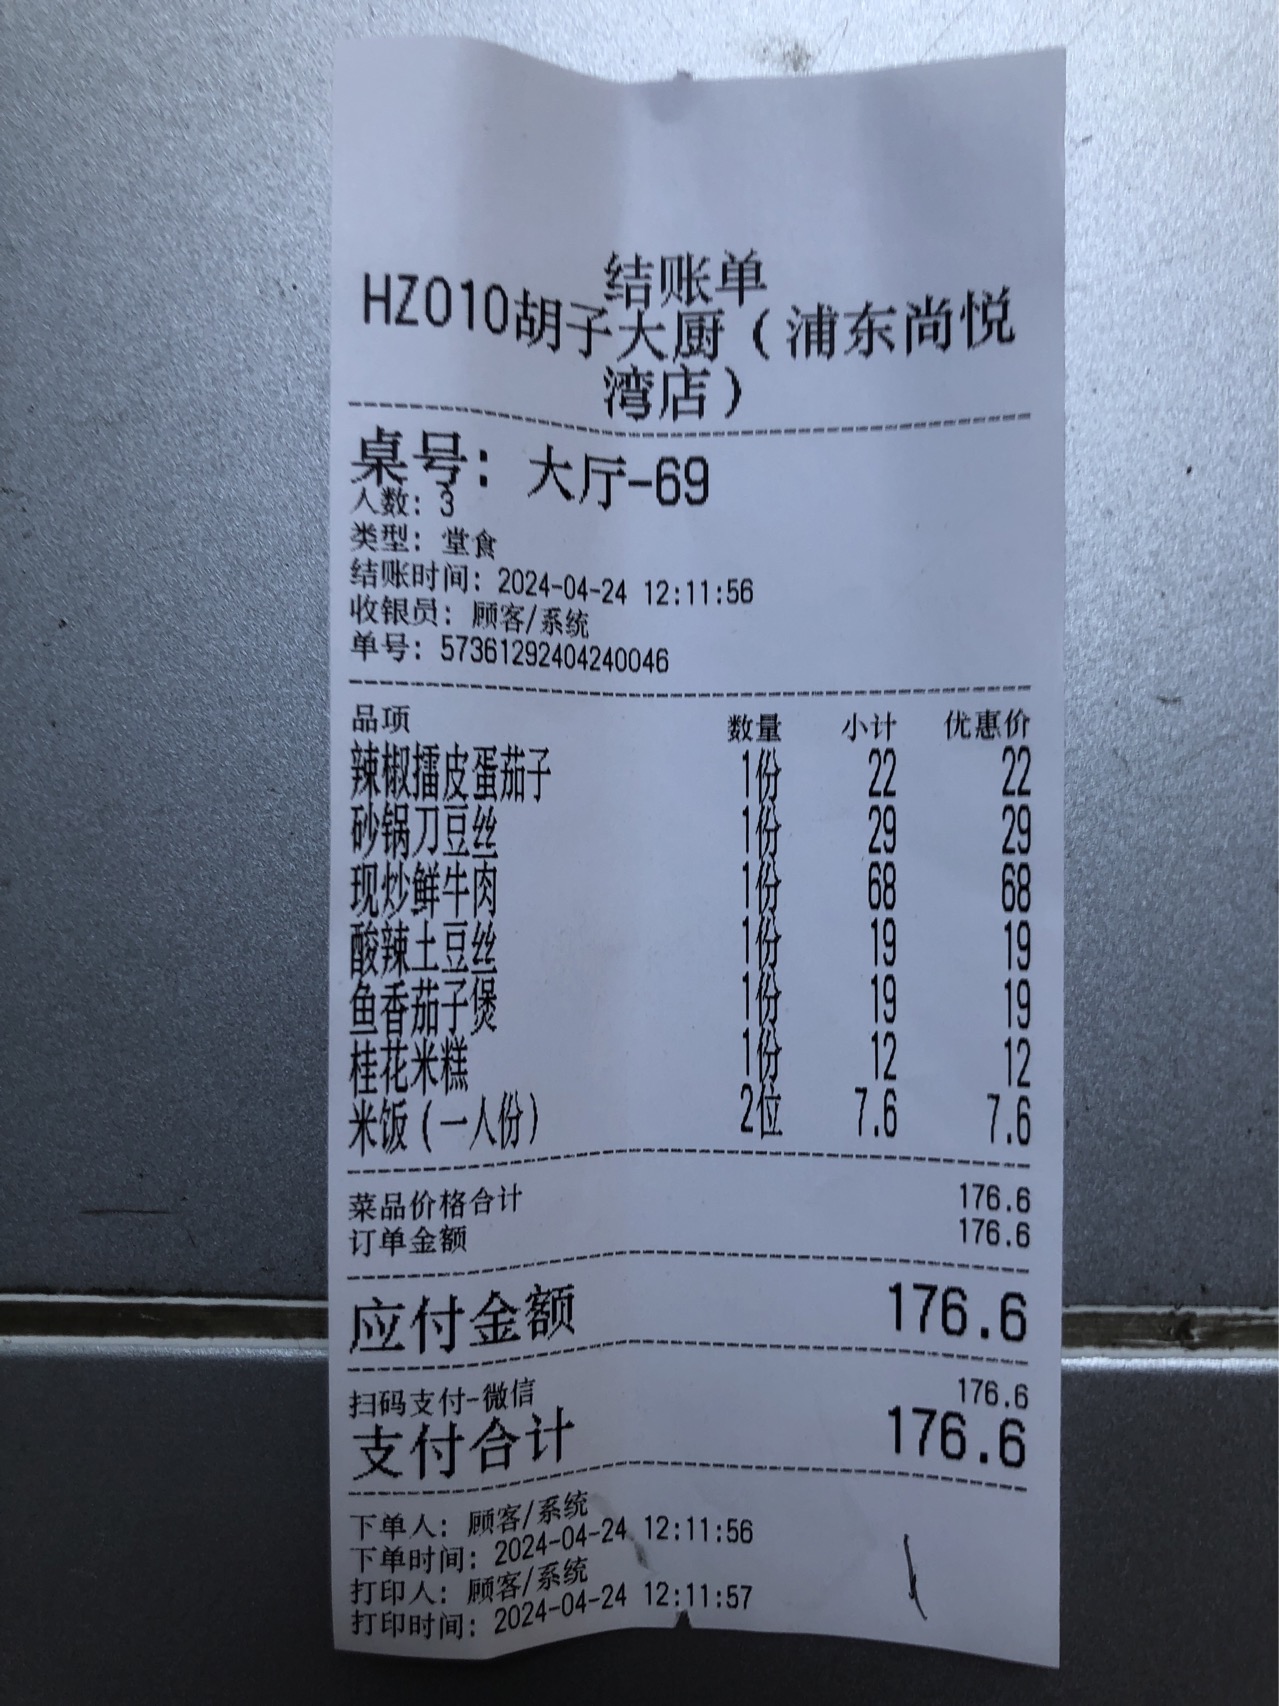 结账单
HZ010胡子大厨（浦东尚悦
湾店）
桌号：大厅-69
人数：3
类型：堂食
结账时间：2024-04-24 12:11:56
收银员：顾客/系统
单号：573612924042400​46
品项 数量 小计 优惠价
辣椒擂皮蛋茄子 1份 22 22
砂锅刀豆丝 1份 29 29
现炒鲜牛肉 1份 68 68
酸辣土豆丝 1份 19 19
鱼香茄子煲 1份 19 19
桂花米糕 1份 12 12
米饭（一人份） 2位 7.6 7.6
菜品价格合计 176.6
订单金额 176.6
应付金额 176.6
扫码支付-微信 176.6
支付合计 176.6
下单人：顾客/系统
下单时间：2024-04-24 12:11:56
打印人：顾客/系统
打印时间：2024-04-24 12:11:57